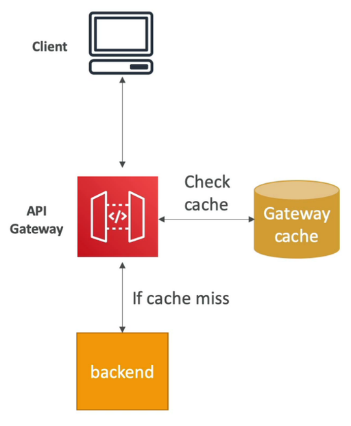 Client
API
Gateway
</>
Check
cache
Gateway
cache
If cache miss
backend